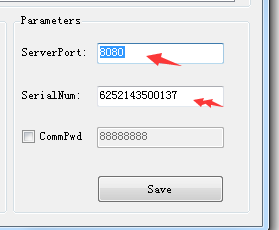 Parameters
ServerPort: 8080
SerialNum: 6252143500137
CommPwd 88888888
Save